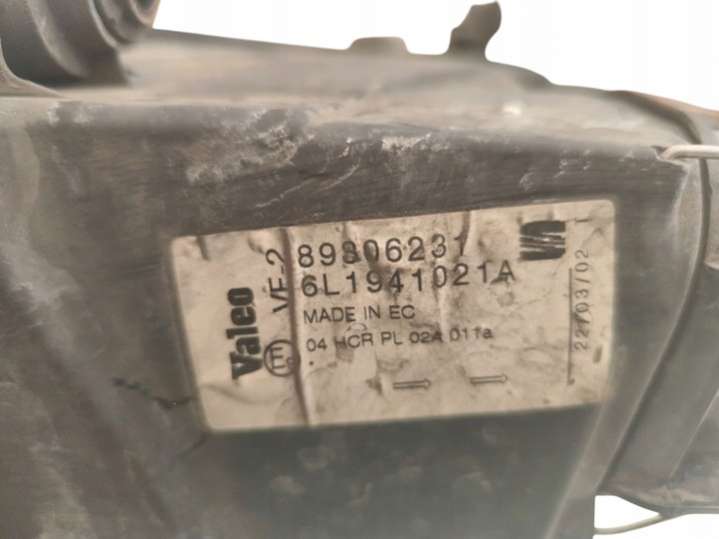 Valeo
VE-2
89306231
6L1941021A
MADE IN EC
04 HCR PL 02A 011a
22/03/02